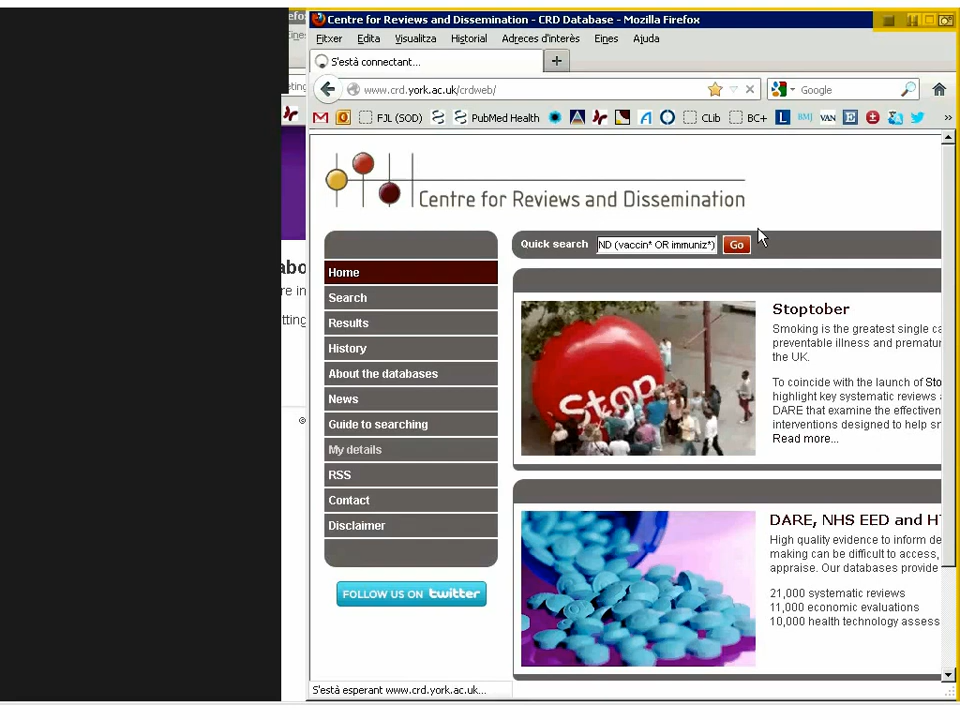 Centre for Reviews and Dissemination - CRD Database - Mozilla Firefox
Fitxer Edita Visualitza Historial Adreces d'interès Eines Ajuda
S'està connectant...
www.crd.york.ac.uk/crdweb/ Google
FJL (SOD) PubMed Health CLib BC+ L BMJ VAN
Centre for Reviews and Dissemination
Quick search ND (vaccin* OR immuniz*) Go
Home
Search
Results
History
About the databases
News
Guide to searching
My details
RSS
Contact
Disclaimer
FOLLOW US ON twitter
Stop
Stoptober
Smoking is the greatest single ca
preventable illness and prematur
the UK.
To coincide with the launch of Sto
highlight key systematic reviews
DARE that examine the effective
interventions designed to help sr
Read more...
DARE, NHS EED and HT
High quality evidence to inform de
making can be difficult to access,
appraise. Our databases provide
21,000 systematic reviews
11,000 economic evaluations
10,000 health technology assess
S'està esperant www.crd.york.ac.uk...